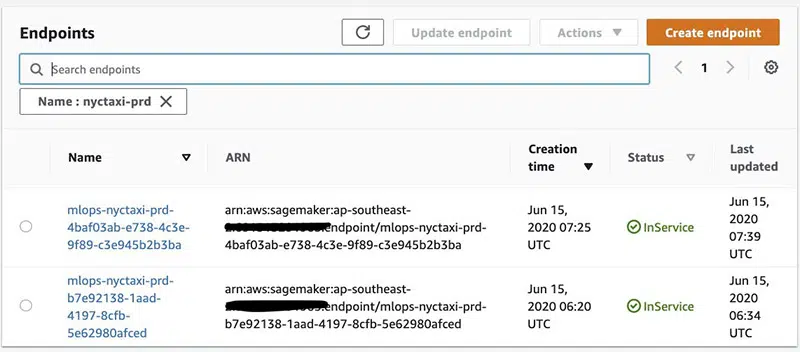 Endpoints
Update endpoint
Actions
Create endpoint
Search endpoints
1
Name : nyctaxi-prd
Name
ARN
Creation time
Status
Last updated
mlops-nyctaxi-prd-
4baf03ab-e738-4c3e-
9f89-c3e945b2b3ba
arn:aws:sagemaker:ap-southeast-
endpoint/mlops-nyctaxi-prd-
4baf03ab-e738-4c3e-9f89-c3e945b2b3ba
Jun 15,
2020 07:25
UTC
InService
Jun 15,
2020
07:39
UTC
mlops-nyctaxi-prd-
b7e92138-1aad-
4197-8cfb-
5e62980afced
arn:aws:sagemaker:ap-southeast-
endpoint/mlops-nyctaxi-prd-
b7e92138-1aad-4197-8cfb-5e62980afced
Jun 15,
2020 06:20
UTC
InService
Jun 15,
2020
06:34
UTC